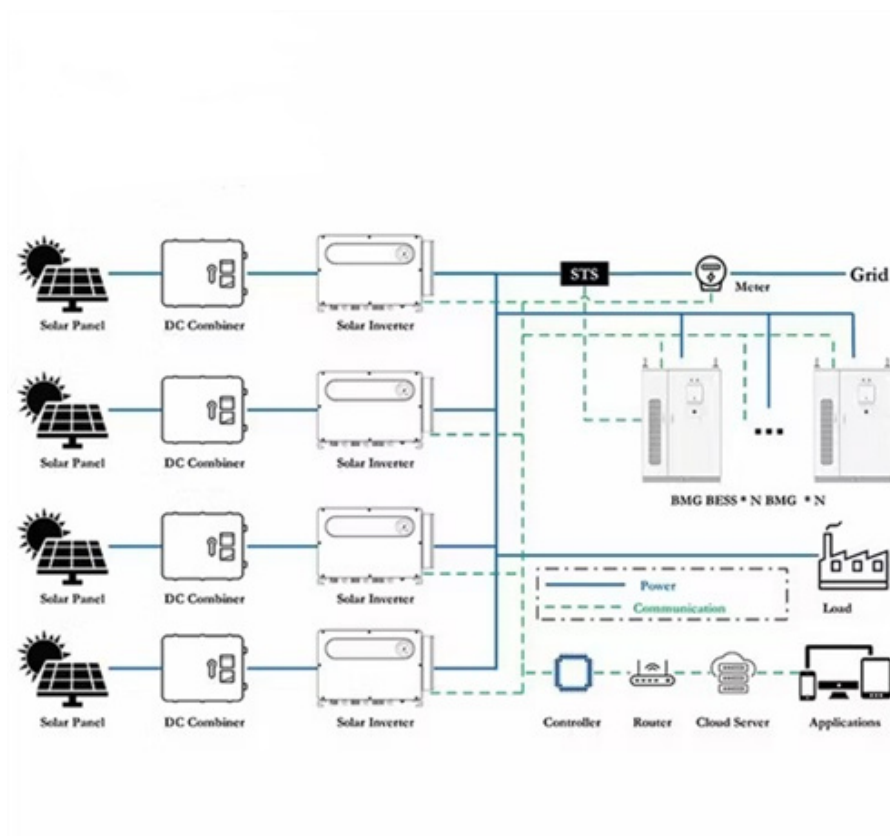 STS
Grid
Meter
Solar Panel
DC Combiner
Solar Inverter
Solar Panel
DC Combiner
Solar Inverter
BMG BESS * N BMG * N
Solar Panel
DC Combiner
Solar Inverter
Power
Communication
Load
Solar Panel
DC Combiner
Solar Inverter
Controller
Router
Cloud Server
Applications